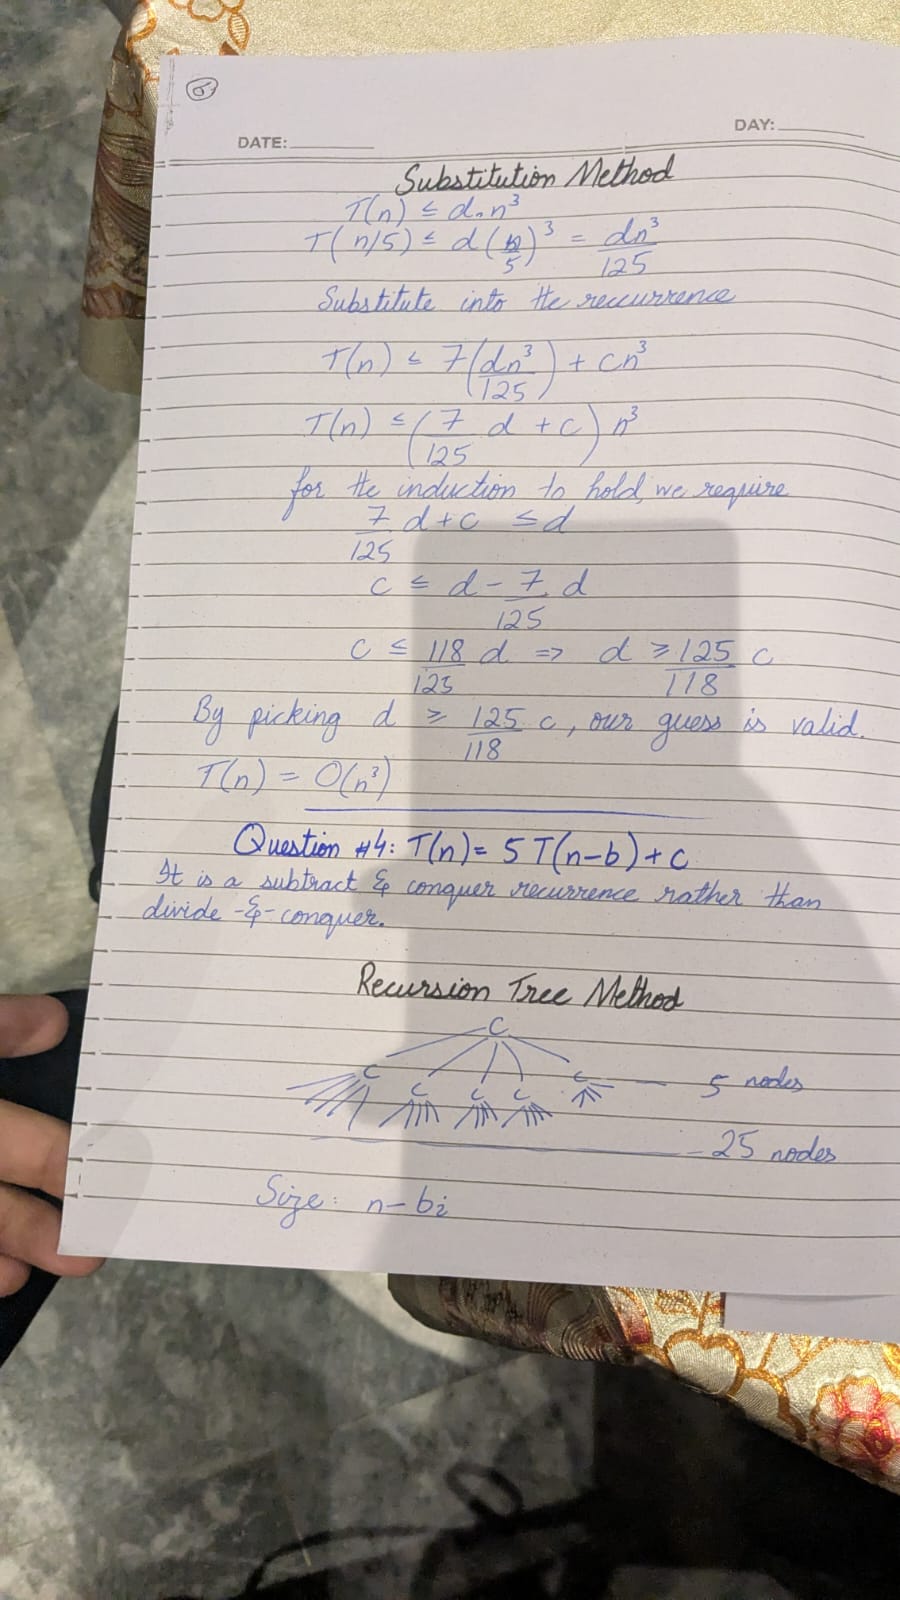 6
DATE:
DAY:
Substitution Method
T(n) ≤ d.n³
T(n/5) ≤ d(n/5)³ = dn³/125
Substitute into the reccurrence
T(n) ≤ 7(dn³/125) + cn³
T(n) ≤ (7/125 d + c) n³
for the induction to hold, we require
7/125 d + c ≤ d
c ≤ d - 7/125 d
c ≤ 118/125 d => d ≥ 125/118 c
By picking d ≥ 125/118 c, our guess is valid.
T(n) = O(n³)
Question #4: T(n) = 5T(n-b) + c
It is a subtract & conquer recurrence rather than
divide -&- conquer.
Recursion Tree Method
C
c c c c c — 5 nodes
25 nodes
Size: n - bi